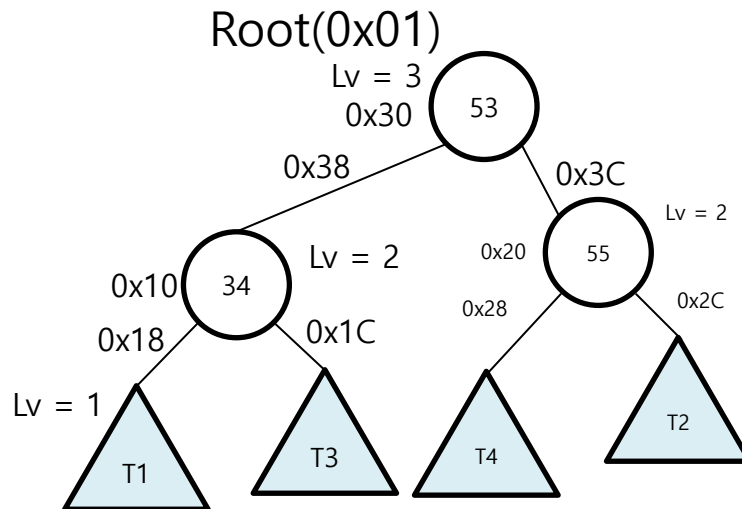 Root(0x01)
Lv = 3
0x30
53
0x38
0x3C
Lv = 2
0x10
34
Lv = 2
0x20
55
0x18
0x1C
0x28
0x2C
Lv = 1
T1
T3
T4
T2